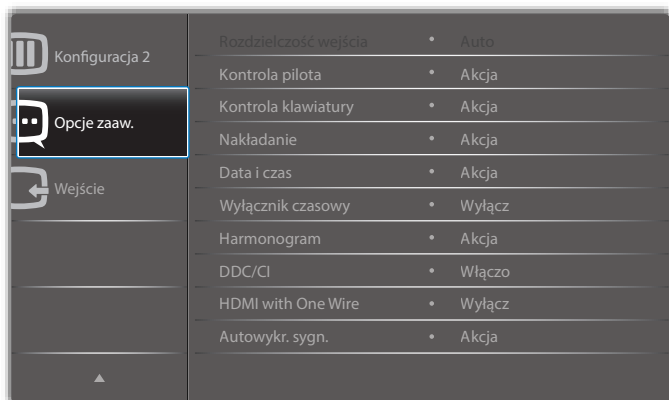 Konfiguracja 2
Opcje zaaw.
Wejście
Rozdzielczość wejścia • Auto
Kontrola pilota • Akcja
Kontrola klawiatury • Akcja
Nakładanie • Akcja
Data i czas • Akcja
Wyłącznik czasowy • Wyłącz
Harmonogram • Akcja
DDC/CI • Włączo
HDMI with One Wire • Wyłącz
Autowykr. sygn. • Akcja